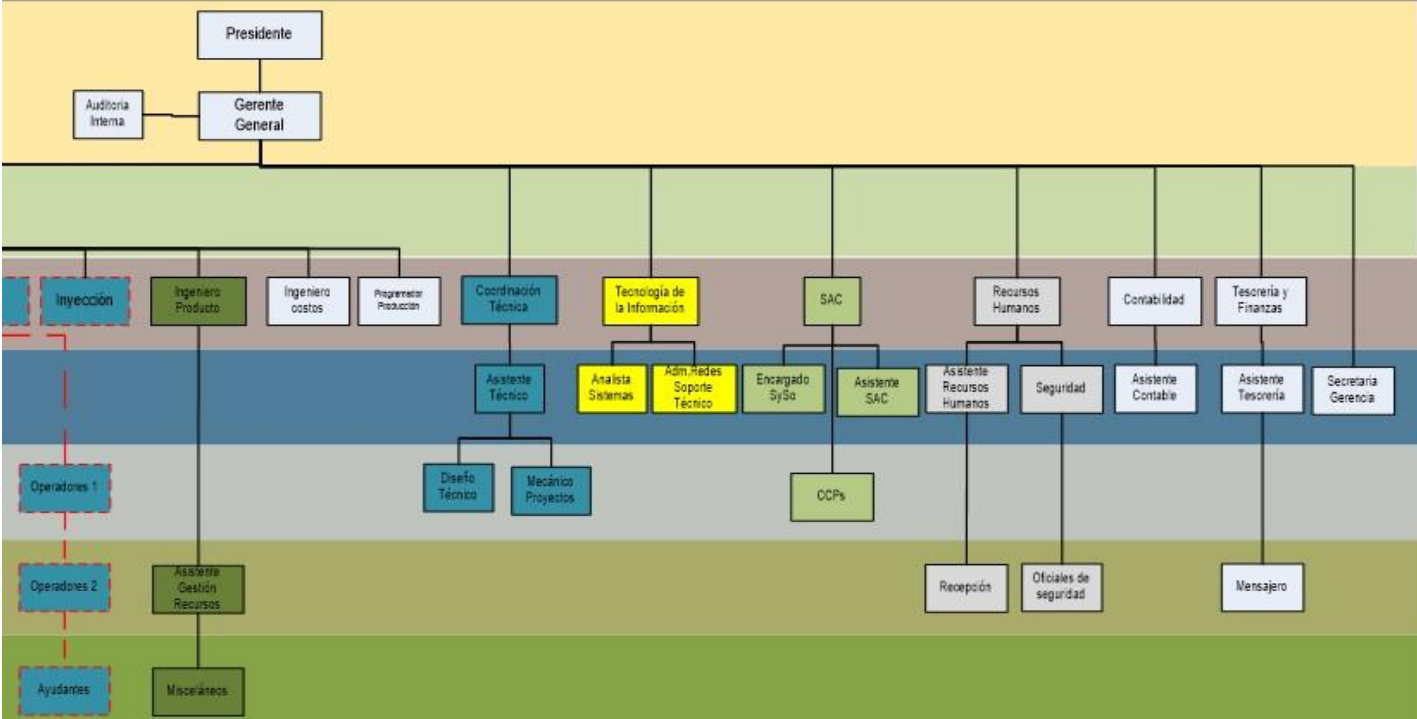 Presidente
Auditoria
Interna
Gerente
General
Inyección
Ingeniero
Producto
Ingeniero
costos
Programador
Producción
Coordinación
Técnica
Tecnología de
la Información
SAC
Recursos
Humanos
Contabilidad
Tesorería y
Finanzas
Asistente
Técnico
Analista
Sistemas
Adm.Redes
Soporte
Técnico
Encargado
SySo
Asistente
SAC
Asistente
Recursos
Humanos
Seguridad
Asistente
Contable
Asistente
Tesorería
Secretaria
Gerencia
Operadores 1
Diseño
Técnico
Mecánico
Proyectos
CCPs
Operadores 2
Asistente
Gestión
Recursos
Recepción
Oficiales de
seguridad
Mensajero
Ayudantes
Misceláneos